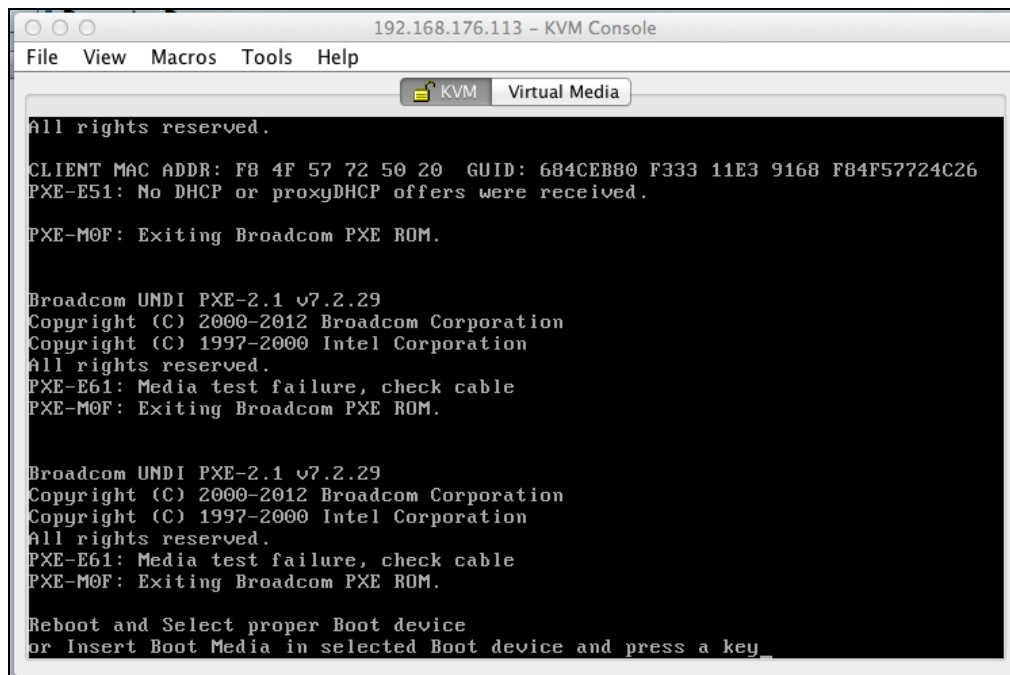 192.168.176.113 – KVM Console
File View Macros Tools Help
KVM Virtual Media
All rights reserved.
CLIENT MAC ADDR: F8 4F 57 72 50 20 GUID: 684CEB80 F333 11E3 9168 F84F57724C26
PXE-E51: No DHCP or proxyDHCP offers were received.
PXE-M0F: Exiting Broadcom PXE ROM.
Broadcom UNDI PXE-2.1 v7.2.29
Copyright (C) 2000-2012 Broadcom Corporation
Copyright (C) 1997-2000 Intel Corporation
All rights reserved.
PXE-E61: Media test failure, check cable
PXE-M0F: Exiting Broadcom PXE ROM.
Broadcom UNDI PXE-2.1 v7.2.29
Copyright (C) 2000-2012 Broadcom Corporation
Copyright (C) 1997-2000 Intel Corporation
All rights reserved.
PXE-E61: Media test failure, check cable
PXE-M0F: Exiting Broadcom PXE ROM.
Reboot and Select proper Boot device
or Insert Boot Media in selected Boot device and press a key_